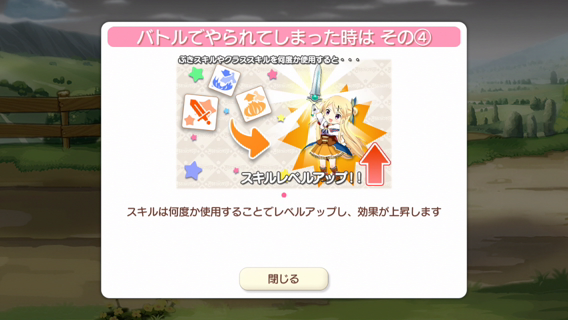 バトルでやられてしまった時は その④
ぶきスキルやクラススキルを何度か使用すると・・・
スキルレベルアップ！！
スキルは何度か使用することでレベルアップし、効果が上昇します
閉じる